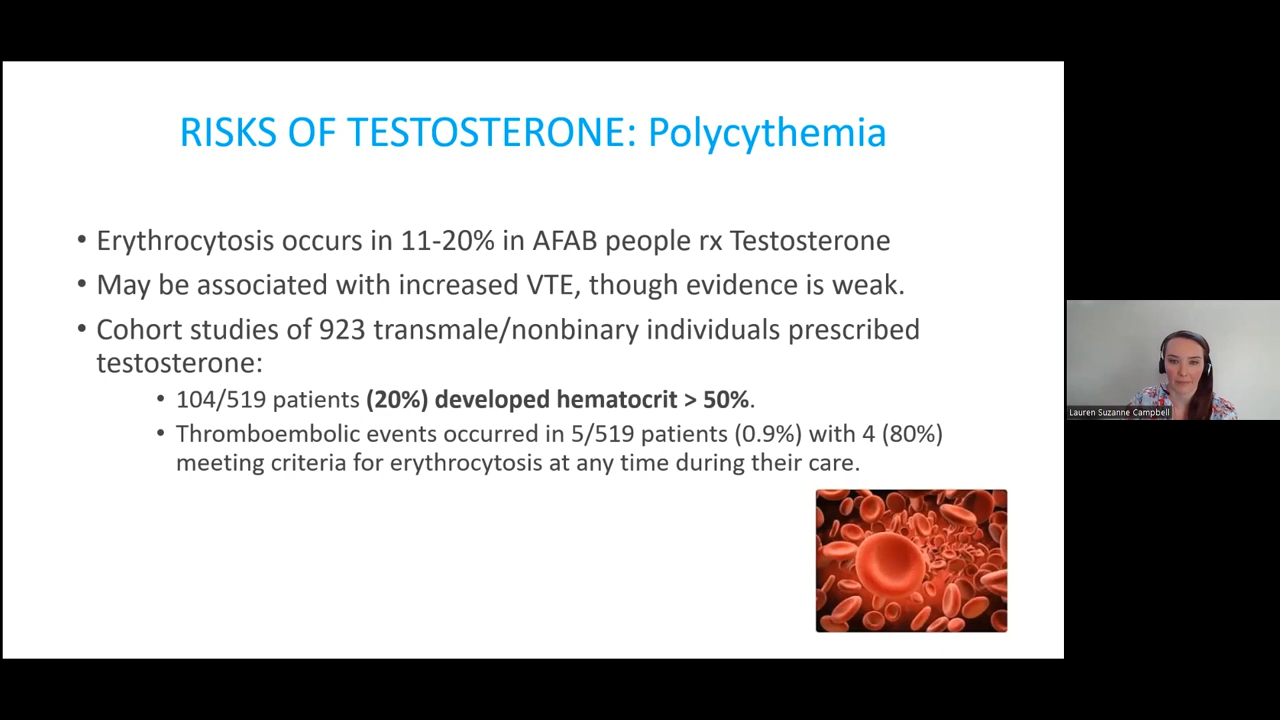 RISKS OF TESTOSTERONE: Polycythemia
• Erythrocytosis occurs in 11-20% in AFAB people rx Testosterone
• May be associated with increased VTE, though evidence is weak.
• Cohort studies of 923 transmale/nonbinary individuals prescribed
testosterone:
• 104/519 patients (20%) developed hematocrit > 50%.
• Thromboembolic events occurred in 5/519 patients (0.9%) with 4 (80%)
meeting criteria for erythrocytosis at any time during their care.
Lauren Suzanne Campbell